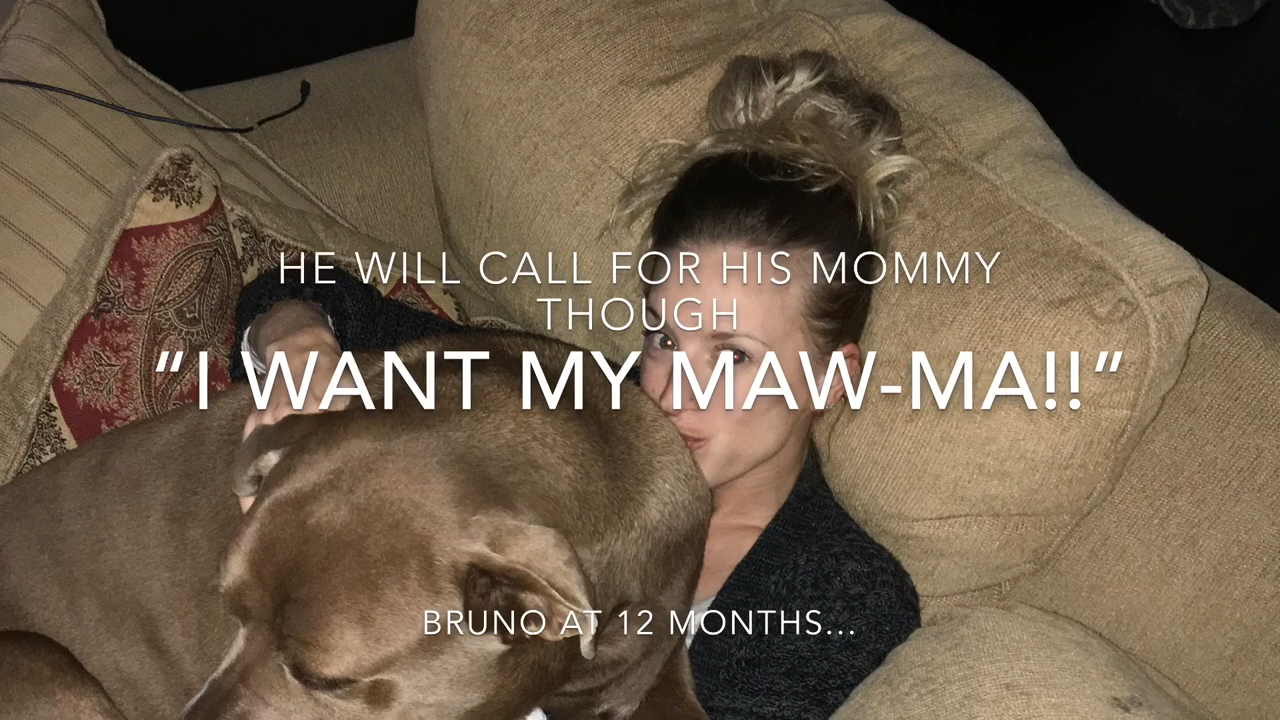 HE WILL CALL FOR HIS MOMMY
THOUGH
“I WANT MY MAW-MA!!”
BRUNO AT 12 MONTHS...